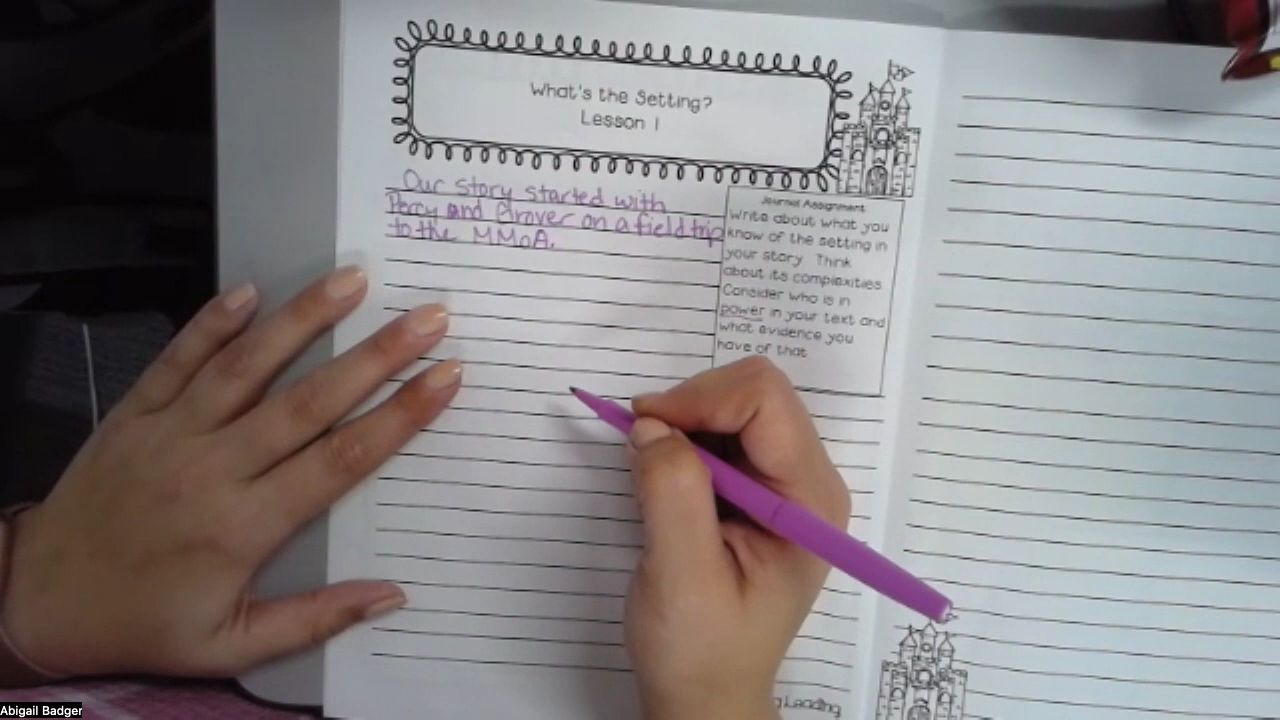 What's the Setting?
Lesson 1
Our story started with
Percy and Grover on a field trip
to the MMoA.
Journal Assignment
Write about what you
know of the setting in
your story Think
about its complexities
Consider who is in
power in your text and
what evidence you
have of that
Leading
Abigail Badger